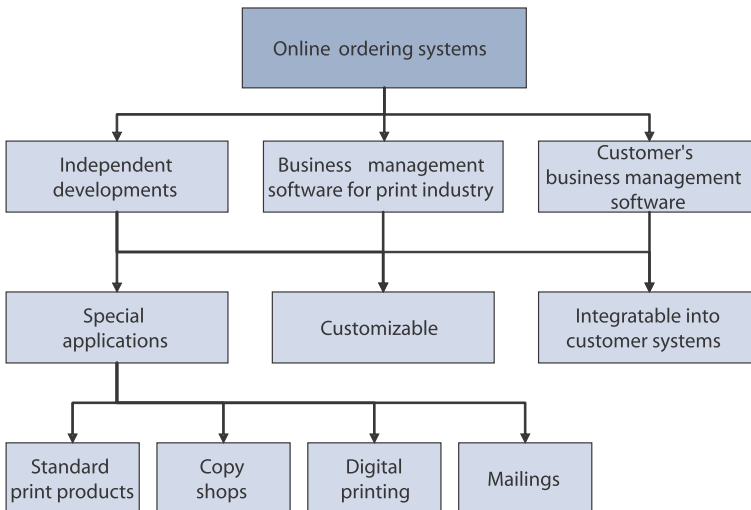 Online ordering systems
Independent
developments
Business management
software for print industry
Customer's
business management
software
Special
applications
Customizable
Integratable into
customer systems
Standard
print products
Copy
shops
Digital
printing
Mailings